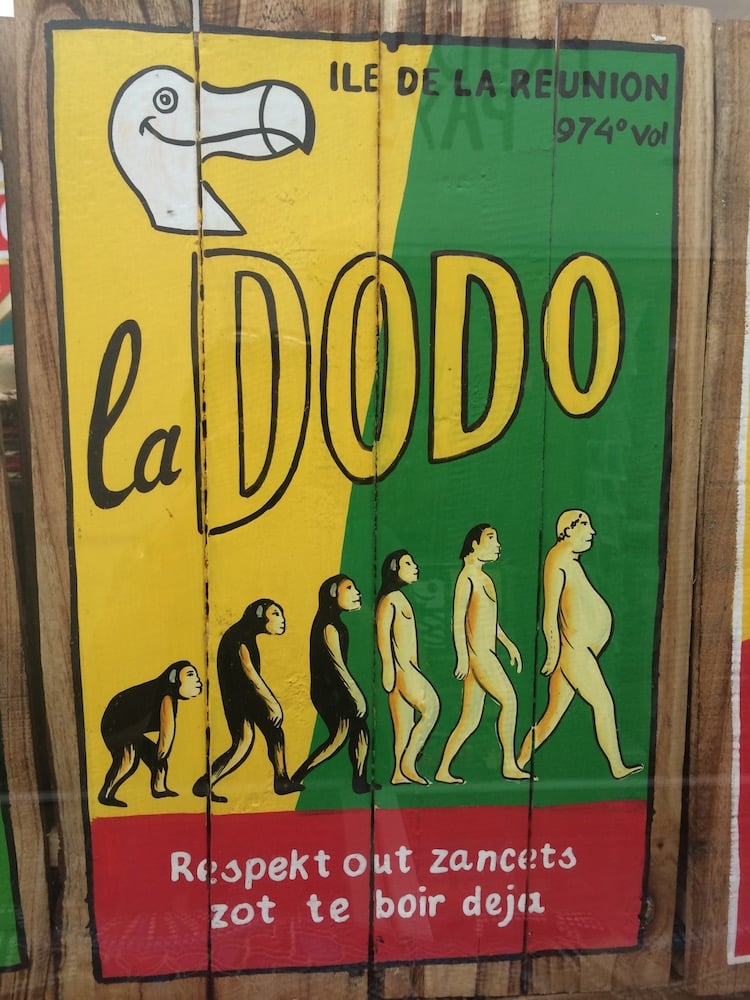 ILE DE LA REUNION
974° vol
la DODO
Respekt out zancets
zot te boir deja